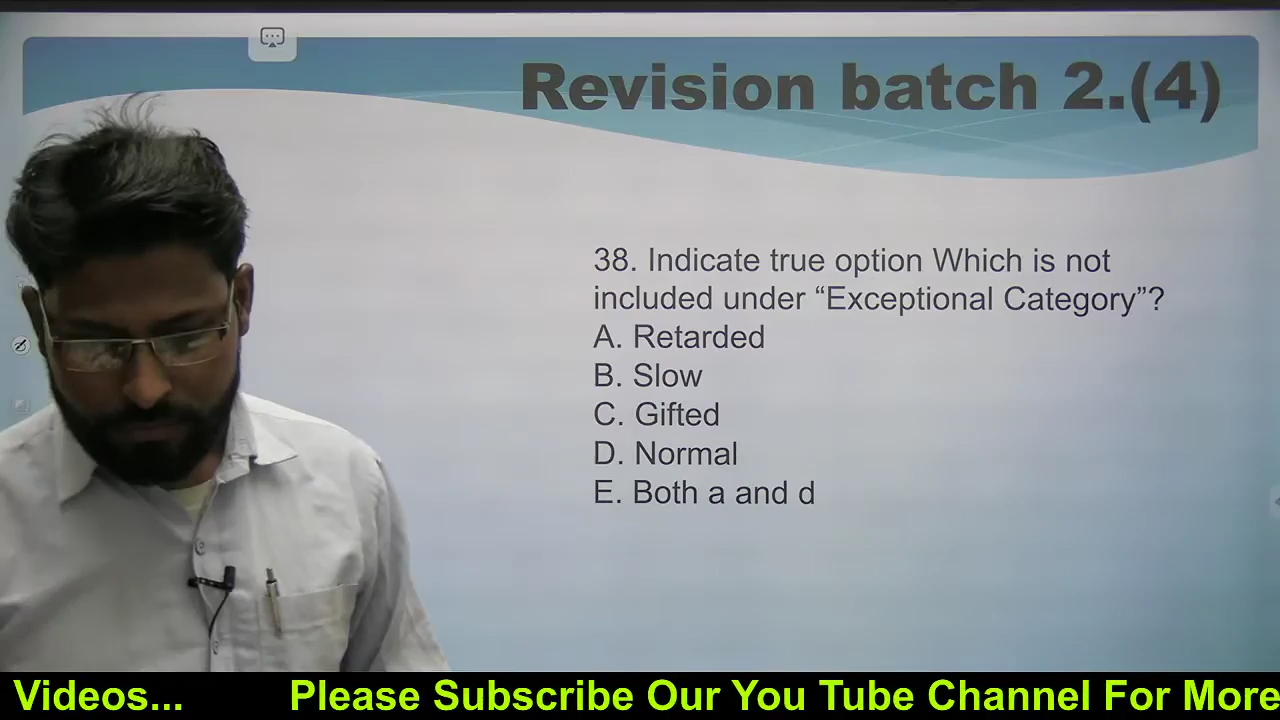 Revision batch 2.(4)
38. Indicate true option Which is not
included under “Exceptional Category”?
A. Retarded
B. Slow
C. Gifted
D. Normal
E. Both a and d
Videos... Please Subscribe Our You Tube Channel For More